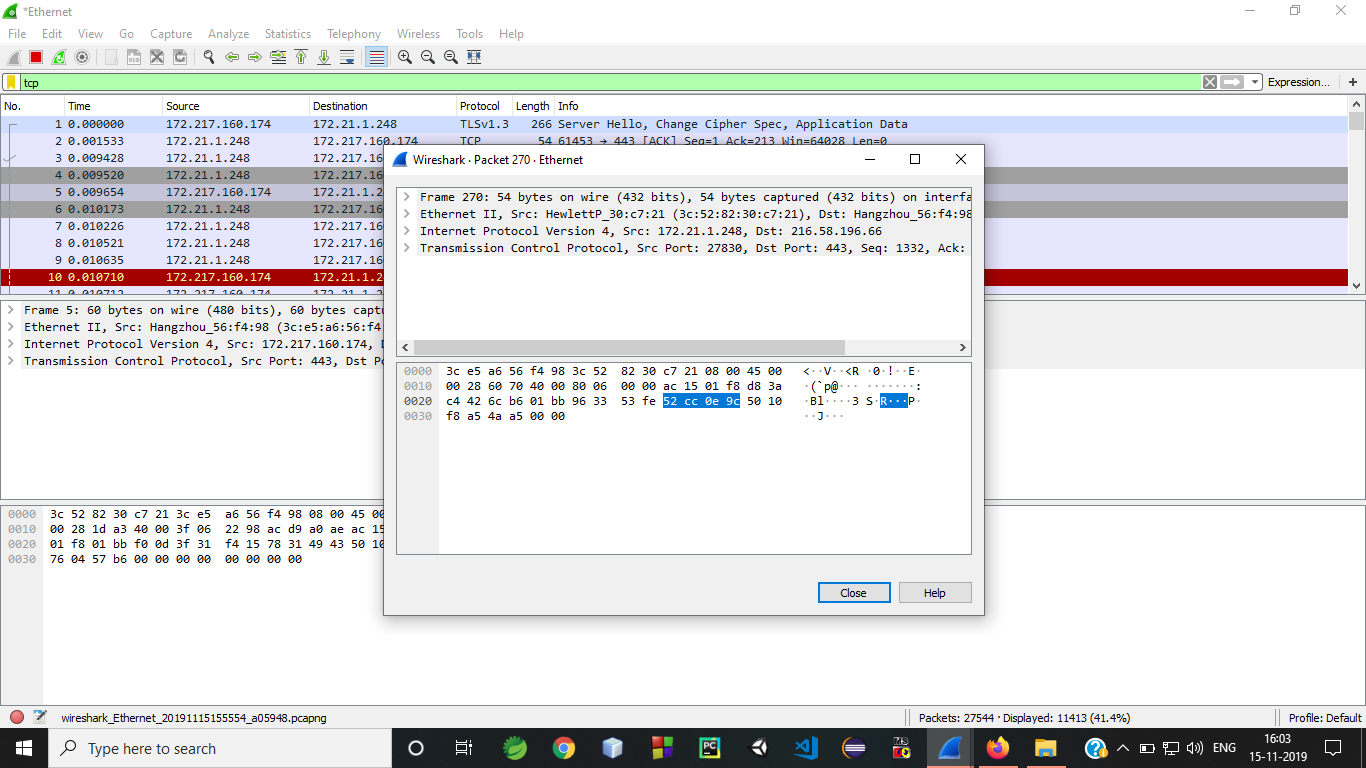 *Ethernet
File Edit View Go Capture Analyze Statistics Telephony Wireless Tools Help
tcp Expression… +
No. Time Source Destination Protocol Length Info
1 0.000000 172.217.160.174 172.21.1.248 TLSv1.3 266 Server Hello, Change Cipher Spec, Application Data
2 0.001533 172.21.1.248 172.217.160.174 TCP 54 61453 → 443 [ACK] Seq=1 Ack=213 Win=64028 Len=0
3 0.009428 172.21.1.248 172.217.16
4 0.009520 172.21.1.248 172.217.16
5 0.009654 172.217.160.174 172.21.1.2
6 0.010173 172.21.1.248 172.217.16
7 0.010226 172.21.1.248 172.217.16
8 0.010521 172.21.1.248 172.217.16
9 0.010635 172.21.1.248 172.217.16
10 0.010710 172.217.160.174 172.21.1.2
11 0.010712 172.217.160.174 172.21.1.2
Wireshark · Packet 270 · Ethernet
Frame 270: 54 bytes on wire (432 bits), 54 bytes captured (432 bits) on interfa
Ethernet II, Src: HewlettP_30:c7:21 (3c:52:82:30:c7:21), Dst: Hangzhou_56:f4:98
Internet Protocol Version 4, Src: 172.21.1.248, Dst: 216.58.196.66
Transmission Control Protocol, Src Port: 27830, Dst Port: 443, Seq: 1332, Ack:
0000 3c e5 a6 56 f4 98 3c 52 82 30 c7 21 08 00 45 00 <··V··<R ·0·!··E·
0010 00 28 60 70 40 00 80 06 00 00 ac 15 01 f8 d8 3a ·(`p@··· ·······:
0020 c4 42 6c b6 01 bb 96 33 53 fe 52 cc 0e 9c 50 10 ·Bl····3 S·R···P·
0030 f8 a5 4a a5 00 00 ··J···
Close Help
Frame 5: 60 bytes on wire (480 bits), 60 bytes captu
Ethernet II, Src: Hangzhou_56:f4:98 (3c:e5:a6:56:f4
Internet Protocol Version 4, Src: 172.217.160.174, D
Transmission Control Protocol, Src Port: 443, Dst Po
0000 3c 52 82 30 c7 21 3c e5 a6 56 f4 98 08 00 45 00
0010 00 28 1d a3 40 00 3f 06 22 98 ac d9 a0 ae ac 15
0020 01 f8 01 bb f0 0d 3f 31 f4 15 78 31 49 43 50 10
0030 76 04 57 b6 00 00 00 00 00 00 00 00
wireshark_Ethernet_20191115155554_a05948.pcapng Packets: 27544 · Displayed: 11413 (41.4%) Profile: Default
Type here to search ENG 16:03
15-11-2019